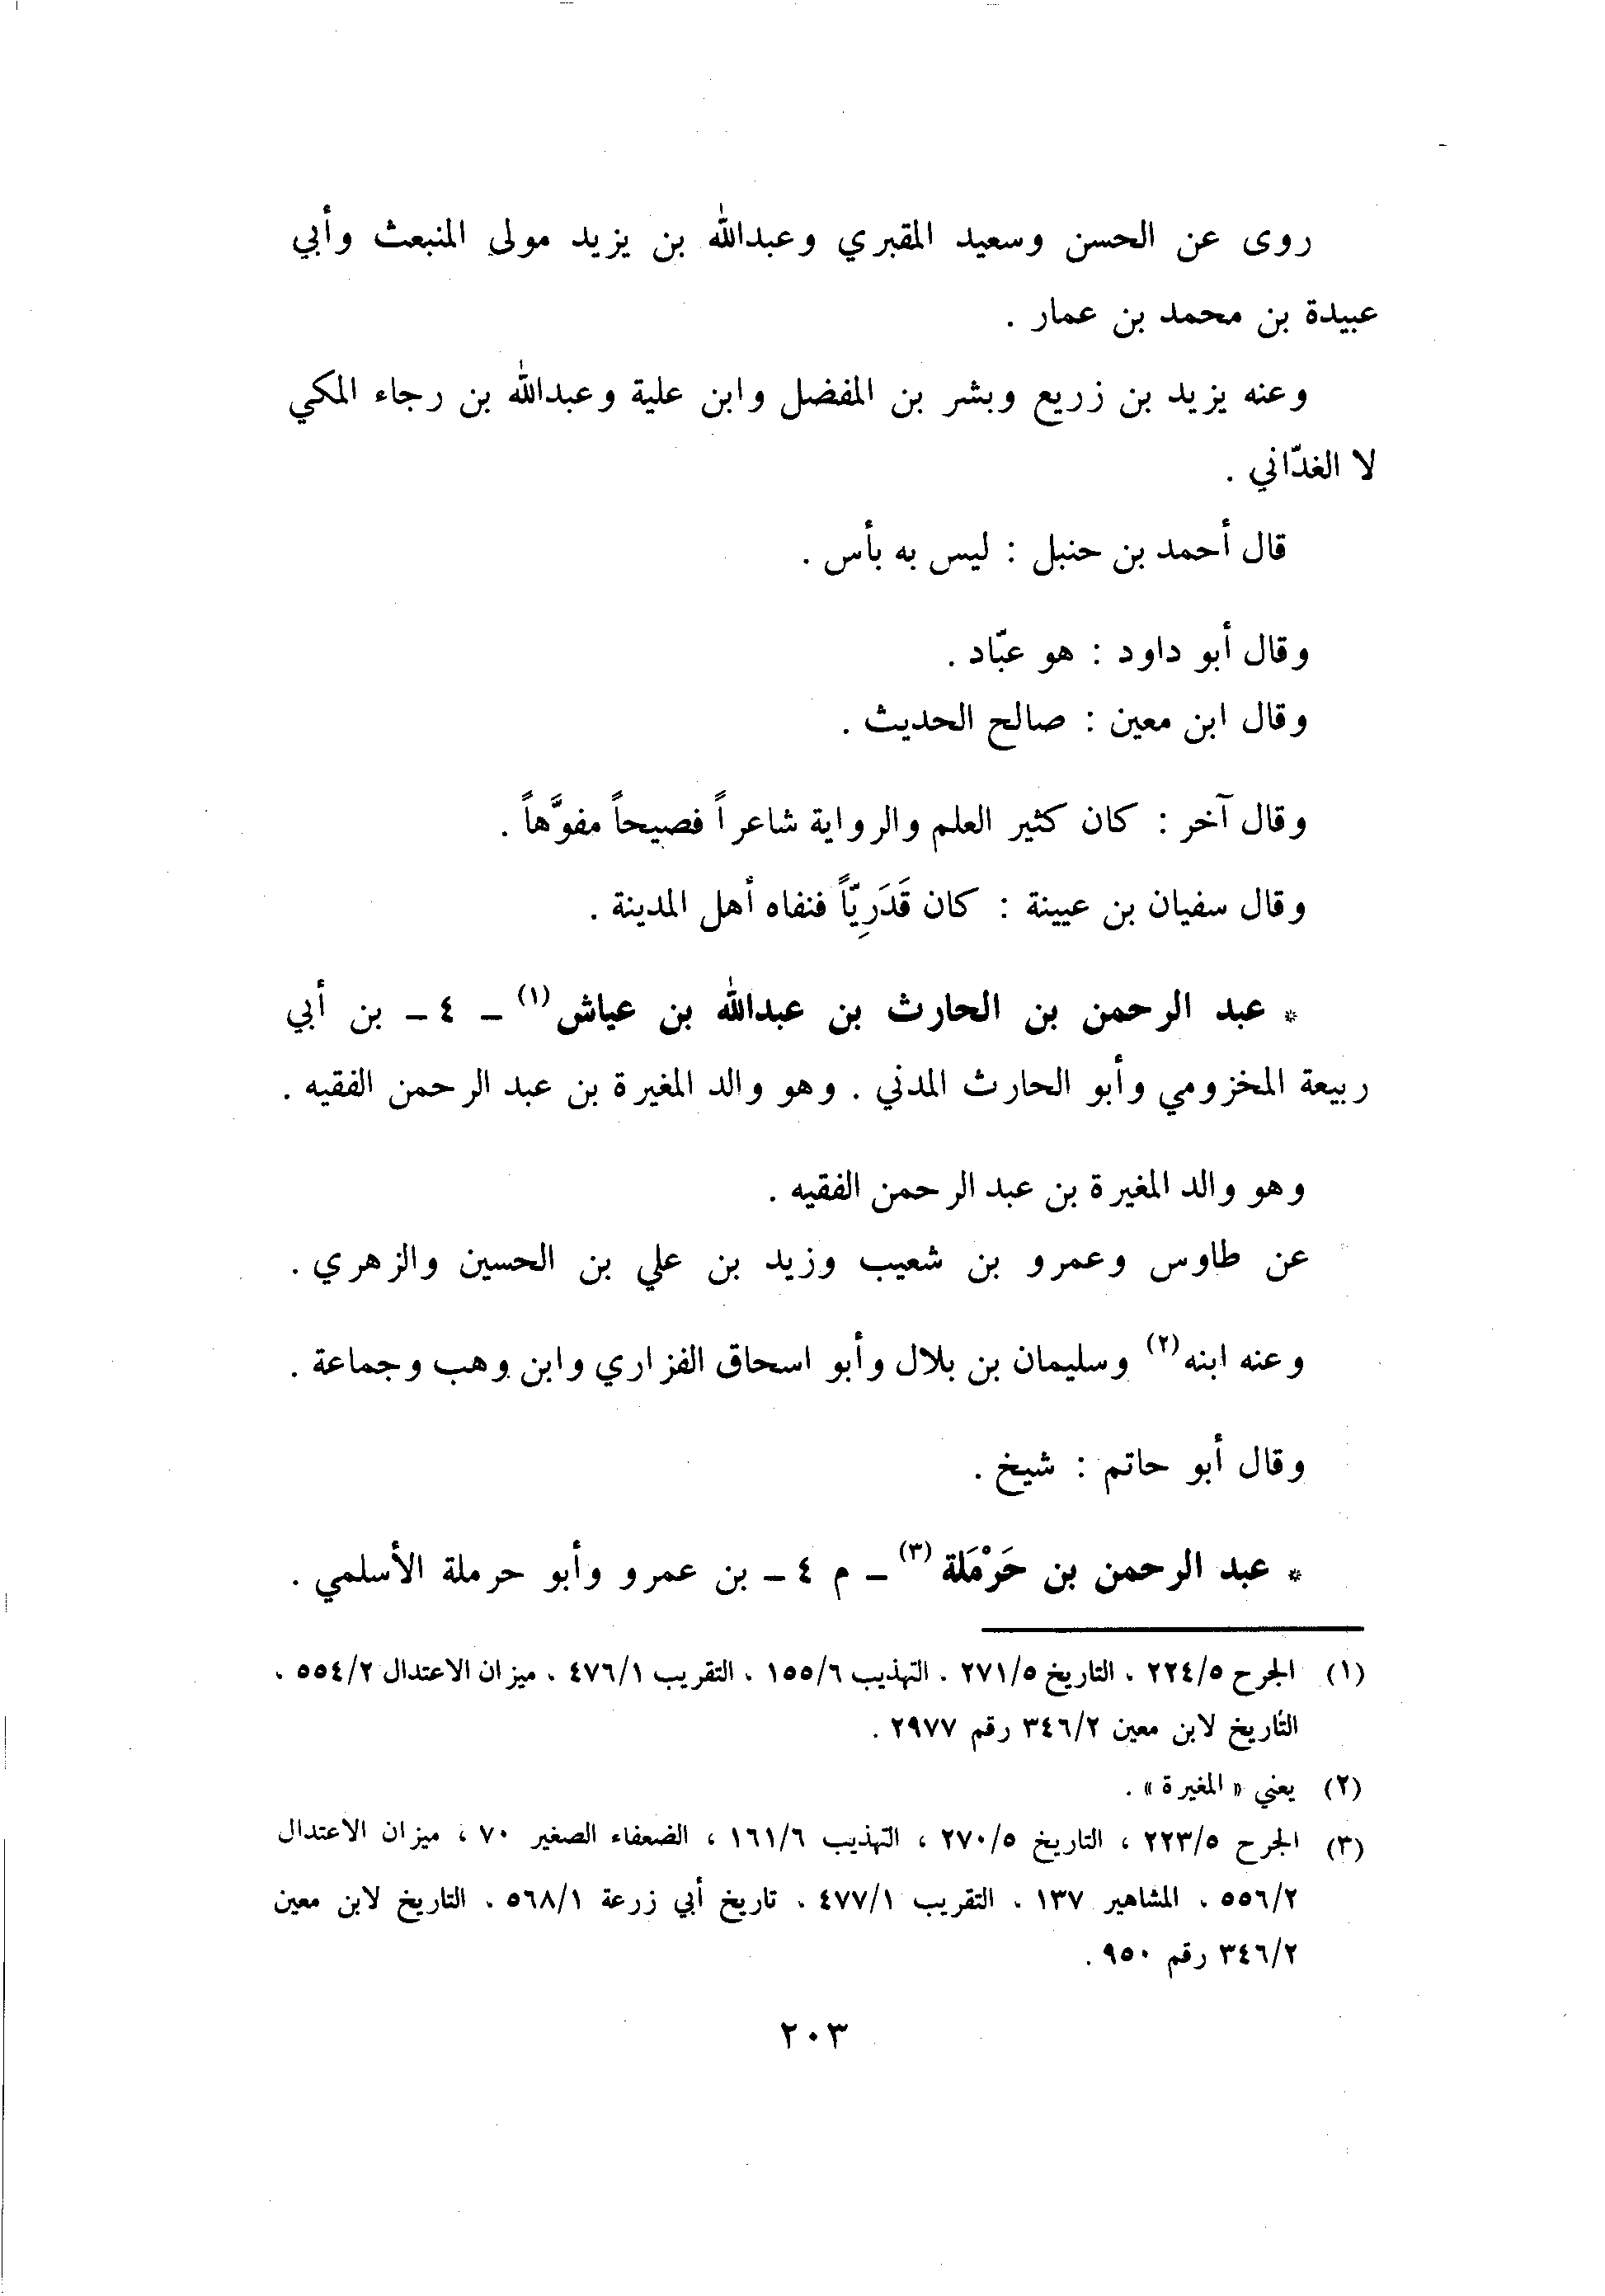 روى عن الحسن وسعيد المقبري وعبدالله بن يزيد مولى المنبعث وأبي
عبيدة بن محمد بن عمار .
وعنه يزيد بن زريع وبشر بن المفضل وابن علية وعبدالله بن رجاء المكي
لا الغدّاني .
قال أحمد بن حنبل : ليس به بأس .
وقال أبو داود : هو عبّاد .
وقال ابن معين : صالح الحديث .
وقال آخر : كان كثير العلم والرواية شاعراً فصيحاً مفوَّهاً .
وقال سفيان بن عيينة : كان قَدَرِيّاً فنفاه أهل المدينة .
* عبد الرحمن بن الحارث بن عبدالله بن عياش (١) – ٤ – بن أبي
ربيعة المخزومي وأبو الحارث المدني . وهو والد المغيرة بن عبد الرحمن الفقيه .
وهو والد المغيرة بن عبد الرحمن الفقيه .
عن طاوس وعمرو بن شعيب وزيد بن علي بن الحسين والزهري .
وعنه ابنه (٢) وسليمان بن بلال وأبو اسحاق الفزاري وابن وهب وجماعة .
وقال أبو حاتم : شيخ .
* عبد الرحمن بن حَرْمَلة (٣) – م ٤ – بن عمرو وأبو حرملة الأسلمي .
(١) الجرح ٢٢٤/٥ . التاريخ ٢٧١/٥ . التهذيب ١٥٥/٦ . التقريب ٤٧٦/١ . ميزان الاعتدال ٥٥٤/٢ .
التأريخ لابن معين ٣٤٦/٢ رقم ٢٩٧٧ .
(٢) يعني « المغيرة » .
(٣) الجرح ٢٢٣/٥ ، التاريخ ٢٧٠/٥ ، التهذيب ١٦١/٦ ، الضعفاء الصغير ٧٠ ، ميزان الاعتدال
٥٥٦/٢ . المشاهير ١٣٧ . التقريب ٤٧٧/١ . تاريخ أبي زرعة ٥٦٨/١ . التاريخ لابن معين
٣٤٦/٢ رقم ٩٥٠ .
٢٠٣